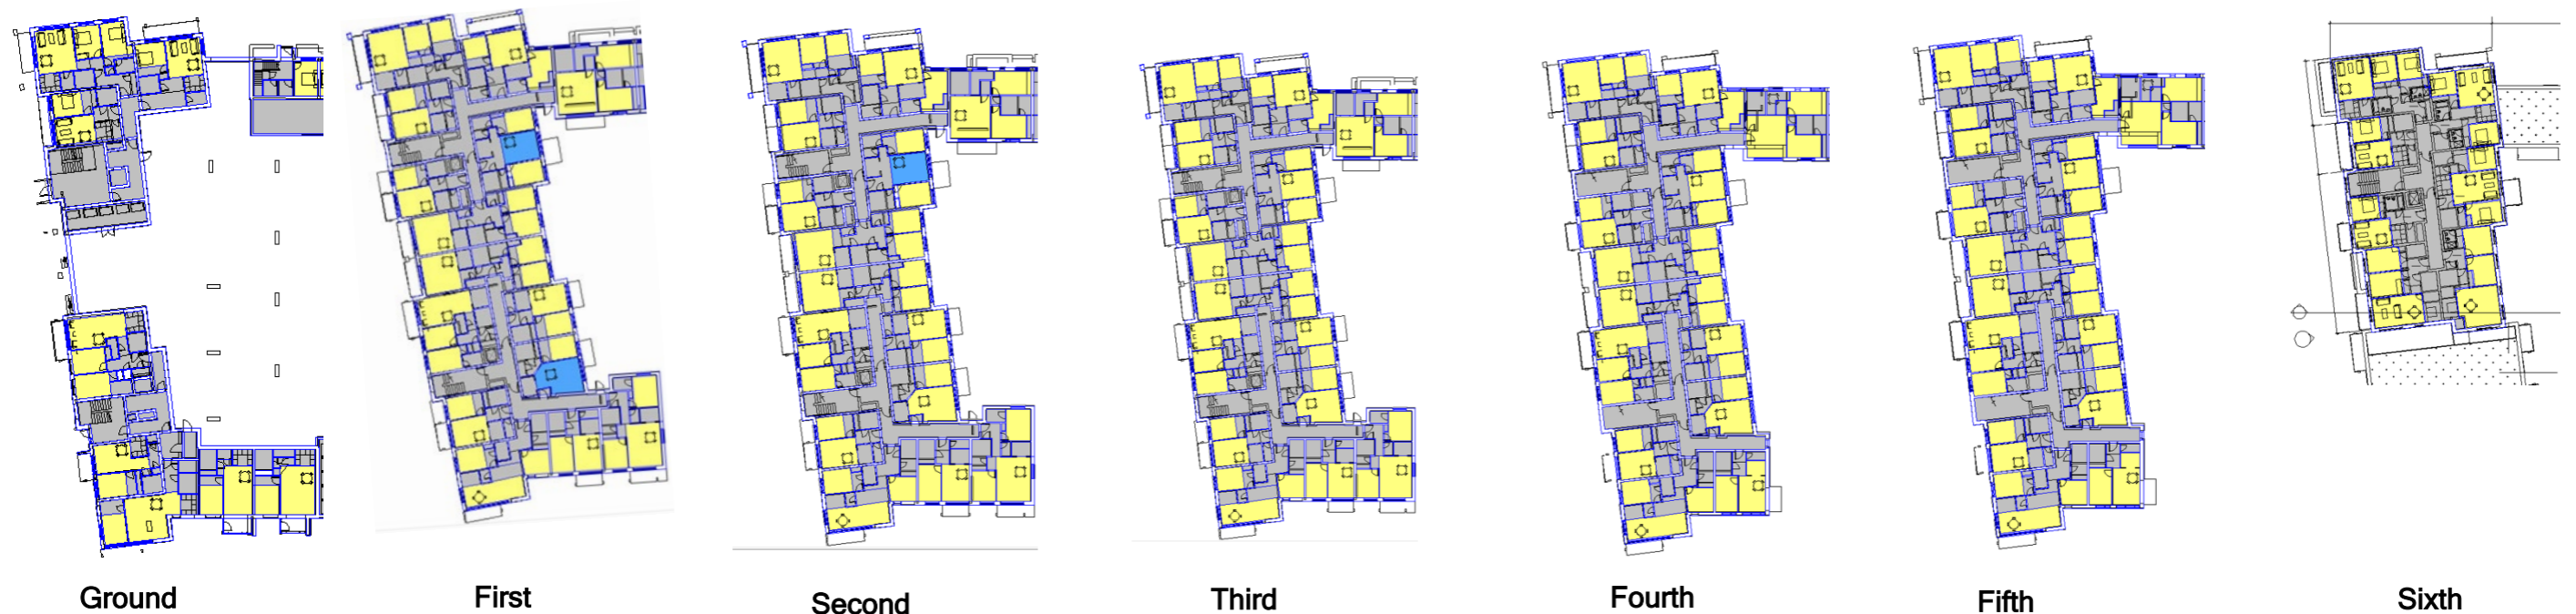 Ground
First
Second
Third
Fourth
Fifth
Sixth